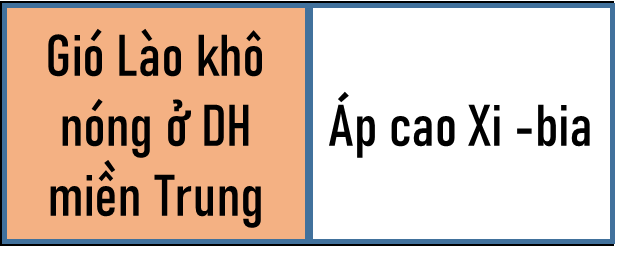 Gió Lào khô
nóng ở DH
miền Trung
Áp cao Xi -bia